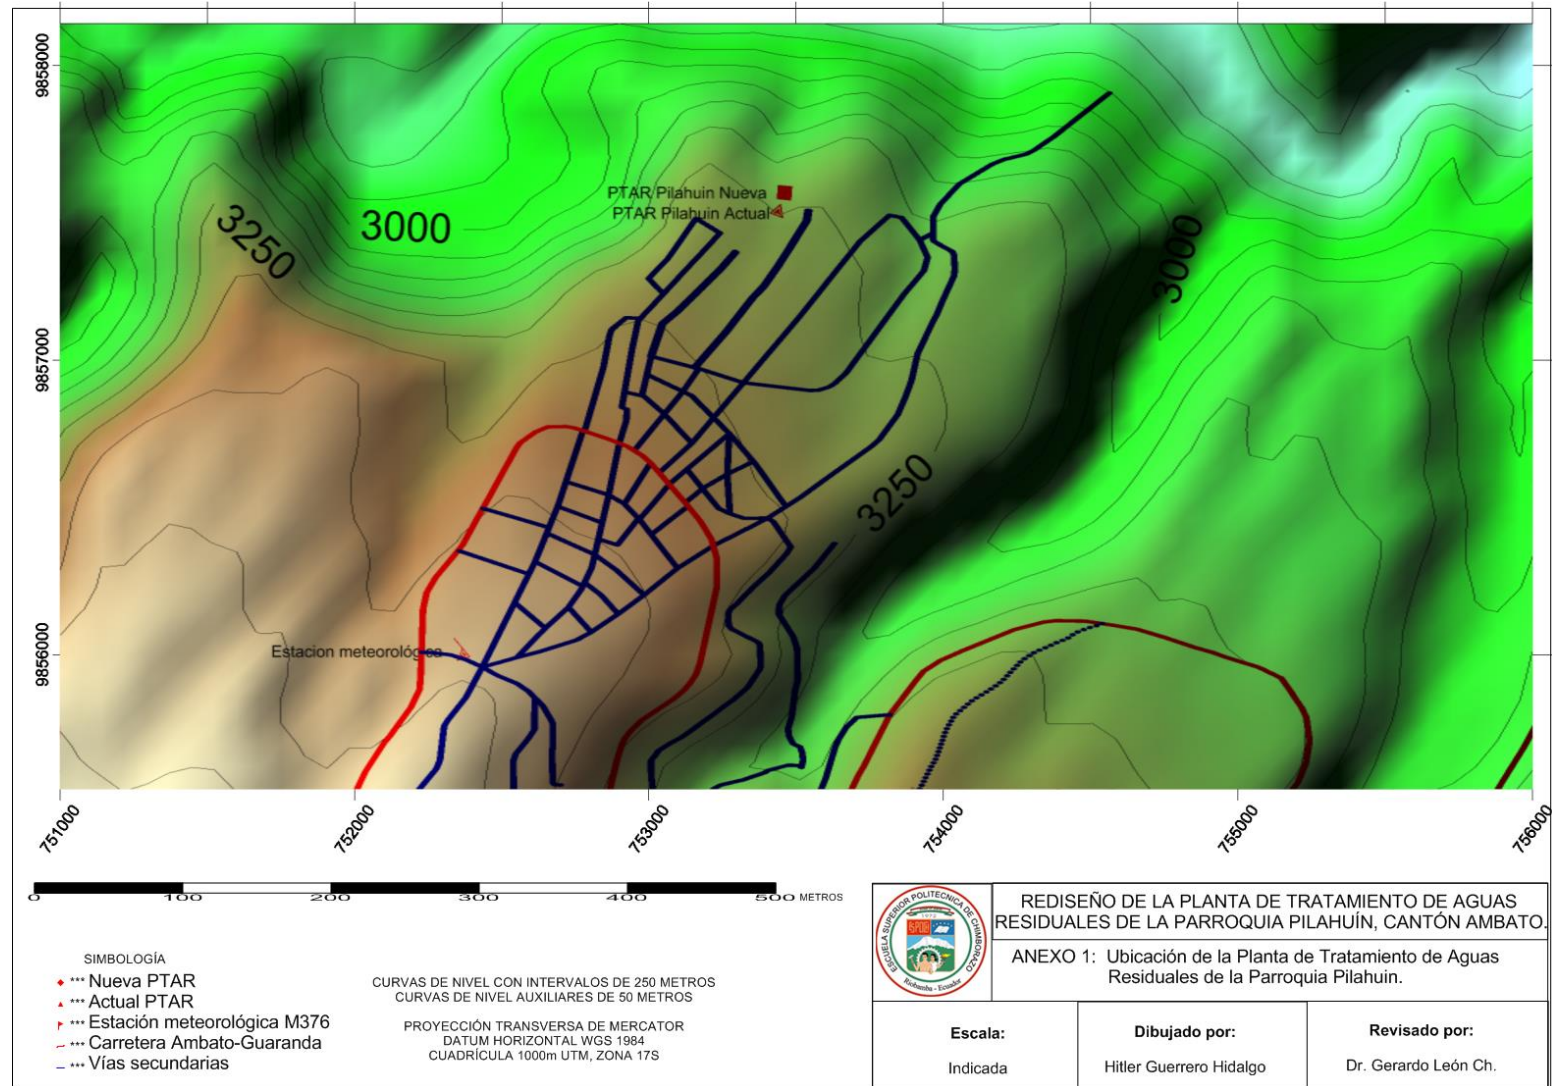 9858000
9857000
9856000
3250
3000
PTAR Pilahuin Nueva
PTAR Pilahuin Actual
3000
3250
Estacion meteorológica
751000
752000
753000
754000
755000
756000
0 100 200 300 400 500 METROS
SIMBOLOGÍA
*** Nueva PTAR
*** Actual PTAR
*** Estación meteorológica M376
*** Carretera Ambato-Guaranda
*** Vías secundarias
CURVAS DE NIVEL CON INTERVALOS DE 250 METROS
CURVAS DE NIVEL AUXILIARES DE 50 METROS
PROYECCIÓN TRANSVERSA DE MERCATOR
DATUM HORIZONTAL WGS 1984
CUADRÍCULA 1000m UTM, ZONA 17S
ESCUELA SUPERIOR POLITECNICA DE CHIMBORAZO
1972
ESPOCH
Riobamba - Ecuador
REDISEÑO DE LA PLANTA DE TRATAMIENTO DE AGUAS
RESIDUALES DE LA PARROQUIA PILAHUÍN, CANTÓN AMBATO.
ANEXO 1: Ubicación de la Planta de Tratamiento de Aguas
Residuales de la Parroquia Pilahuin.
Escala:
Indicada
Dibujado por:
Hitler Guerrero Hidalgo
Revisado por:
Dr. Gerardo León Ch.